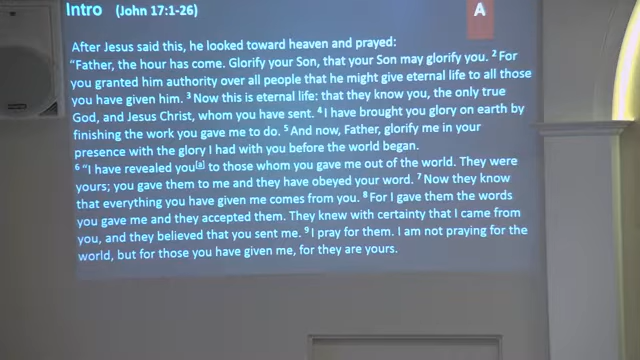 Intro (John 17:1-26)
A
After Jesus said this, he looked toward heaven and prayed:
"Father, the hour has come. Glorify your Son, that your Son may glorify you. 2 For
you granted him authority over all people that he might give eternal life to all those
you have given him. 3 Now this is eternal life: that they know you, the only true
God, and Jesus Christ, whom you have sent. 4 I have brought you glory on earth by
finishing the work you gave me to do. 5 And now, Father, glorify me in your
presence with the glory I had with you before the world began.
6 "I have revealed you[a] to those whom you gave me out of the world. They were
yours; you gave them to me and they have obeyed your word. 7 Now they know
that everything you have given me comes from you. 8 For I gave them the words
you gave me and they accepted them. They knew with certainty that I came from
you, and they believed that you sent me. 9 I pray for them. I am not praying for the
world, but for those you have given me, for they are yours.